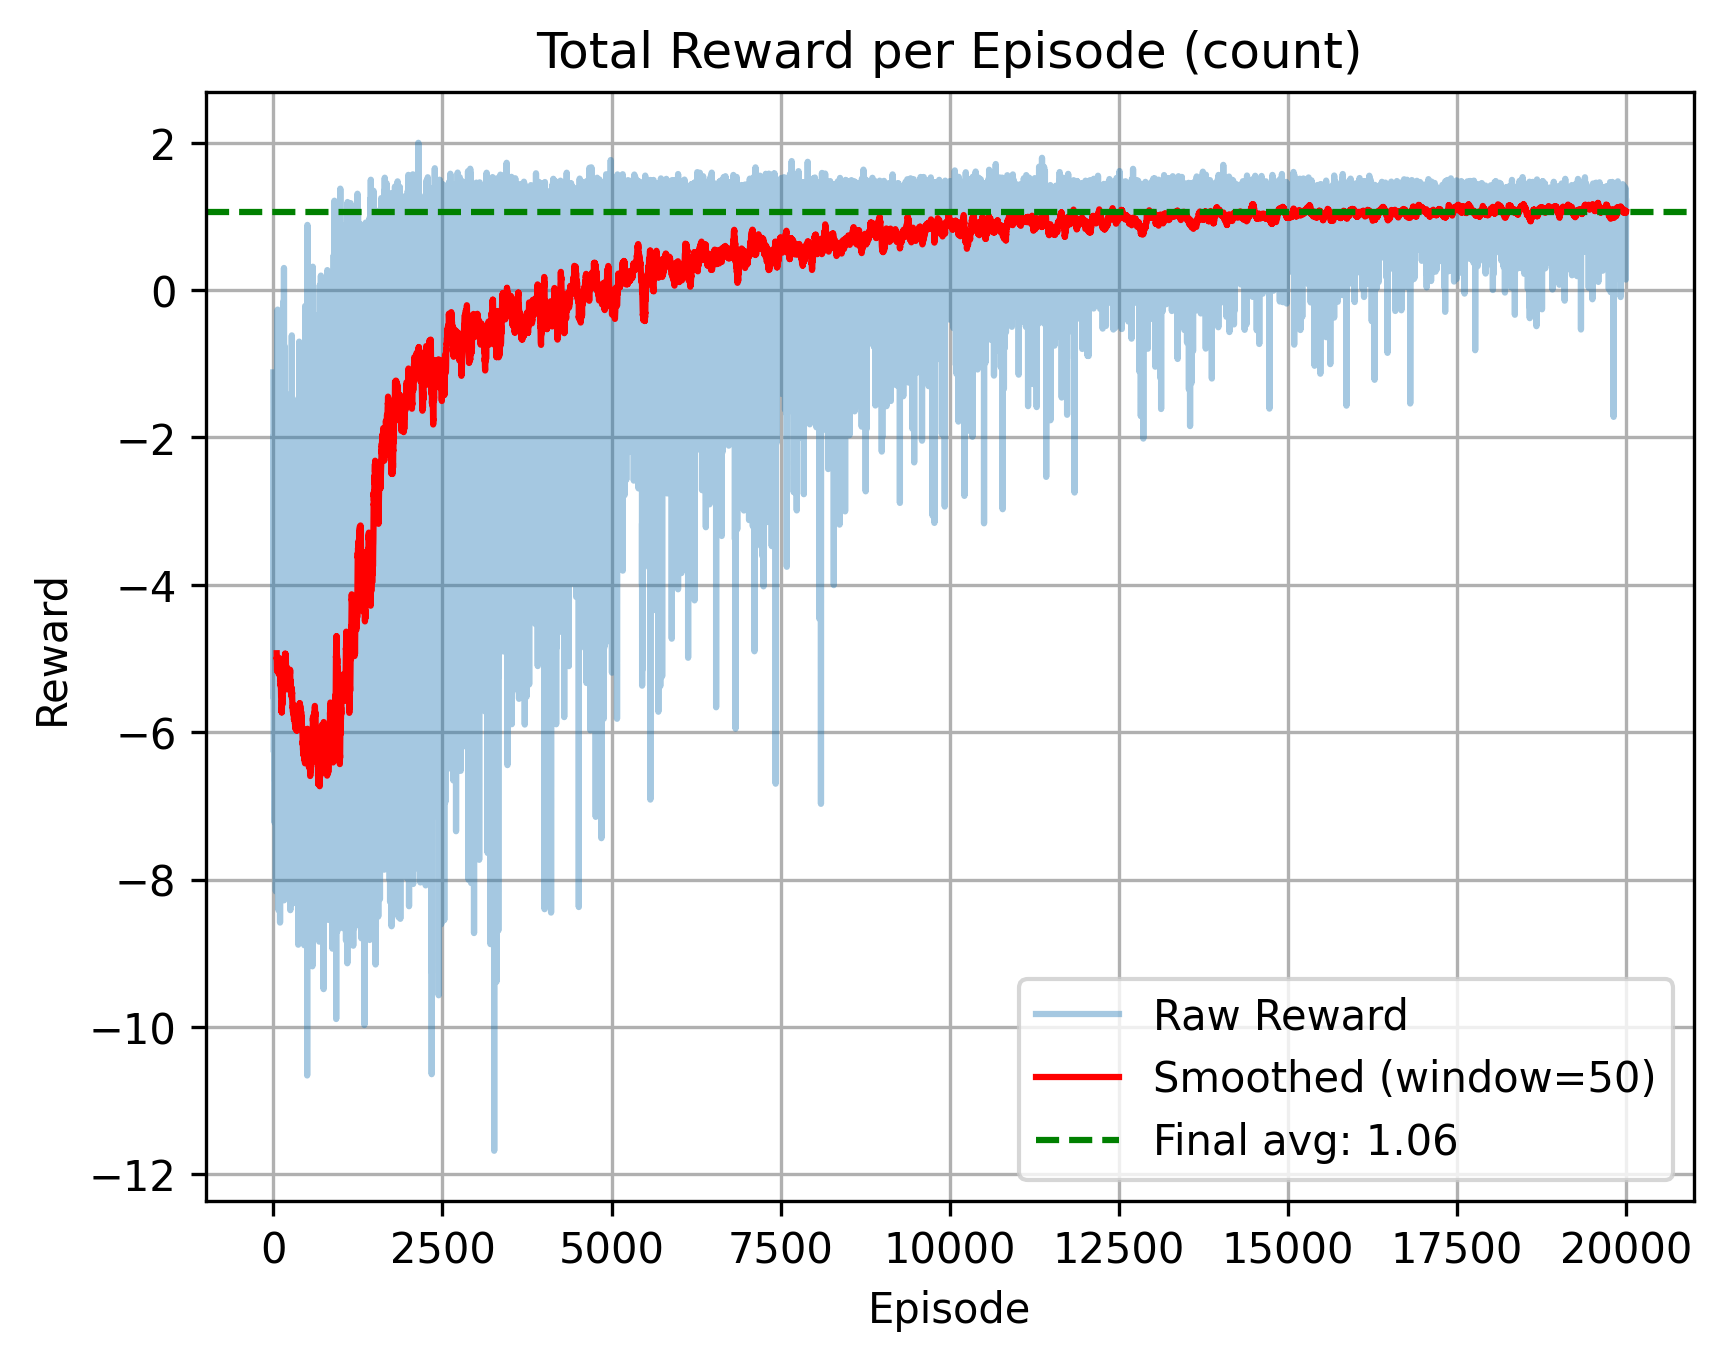 Total Reward per Episode (count)
2
0
−2
−4
−6
−8
−10
−12
Reward
Raw Reward
Smoothed (window=50)
Final avg: 1.06
0 2500 5000 7500 10000 12500 15000 17500 20000
Episode